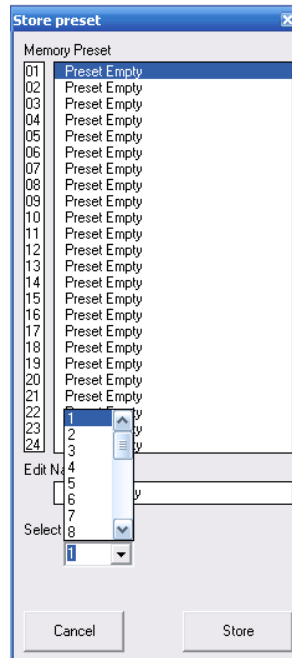 Store preset
Memory Preset
01 Preset Empty
02 Preset Empty
03 Preset Empty
04 Preset Empty
05 Preset Empty
06 Preset Empty
07 Preset Empty
08 Preset Empty
09 Preset Empty
10 Preset Empty
11 Preset Empty
12 Preset Empty
13 Preset Empty
14 Preset Empty
15 Preset Empty
16 Preset Empty
17 Preset Empty
18 Preset Empty
19 Preset Empty
20 Preset Empty
21 Preset Empty
22
23
24
1
2
3
4
5
6
7
8
Edit
Select
1
Cancel Store